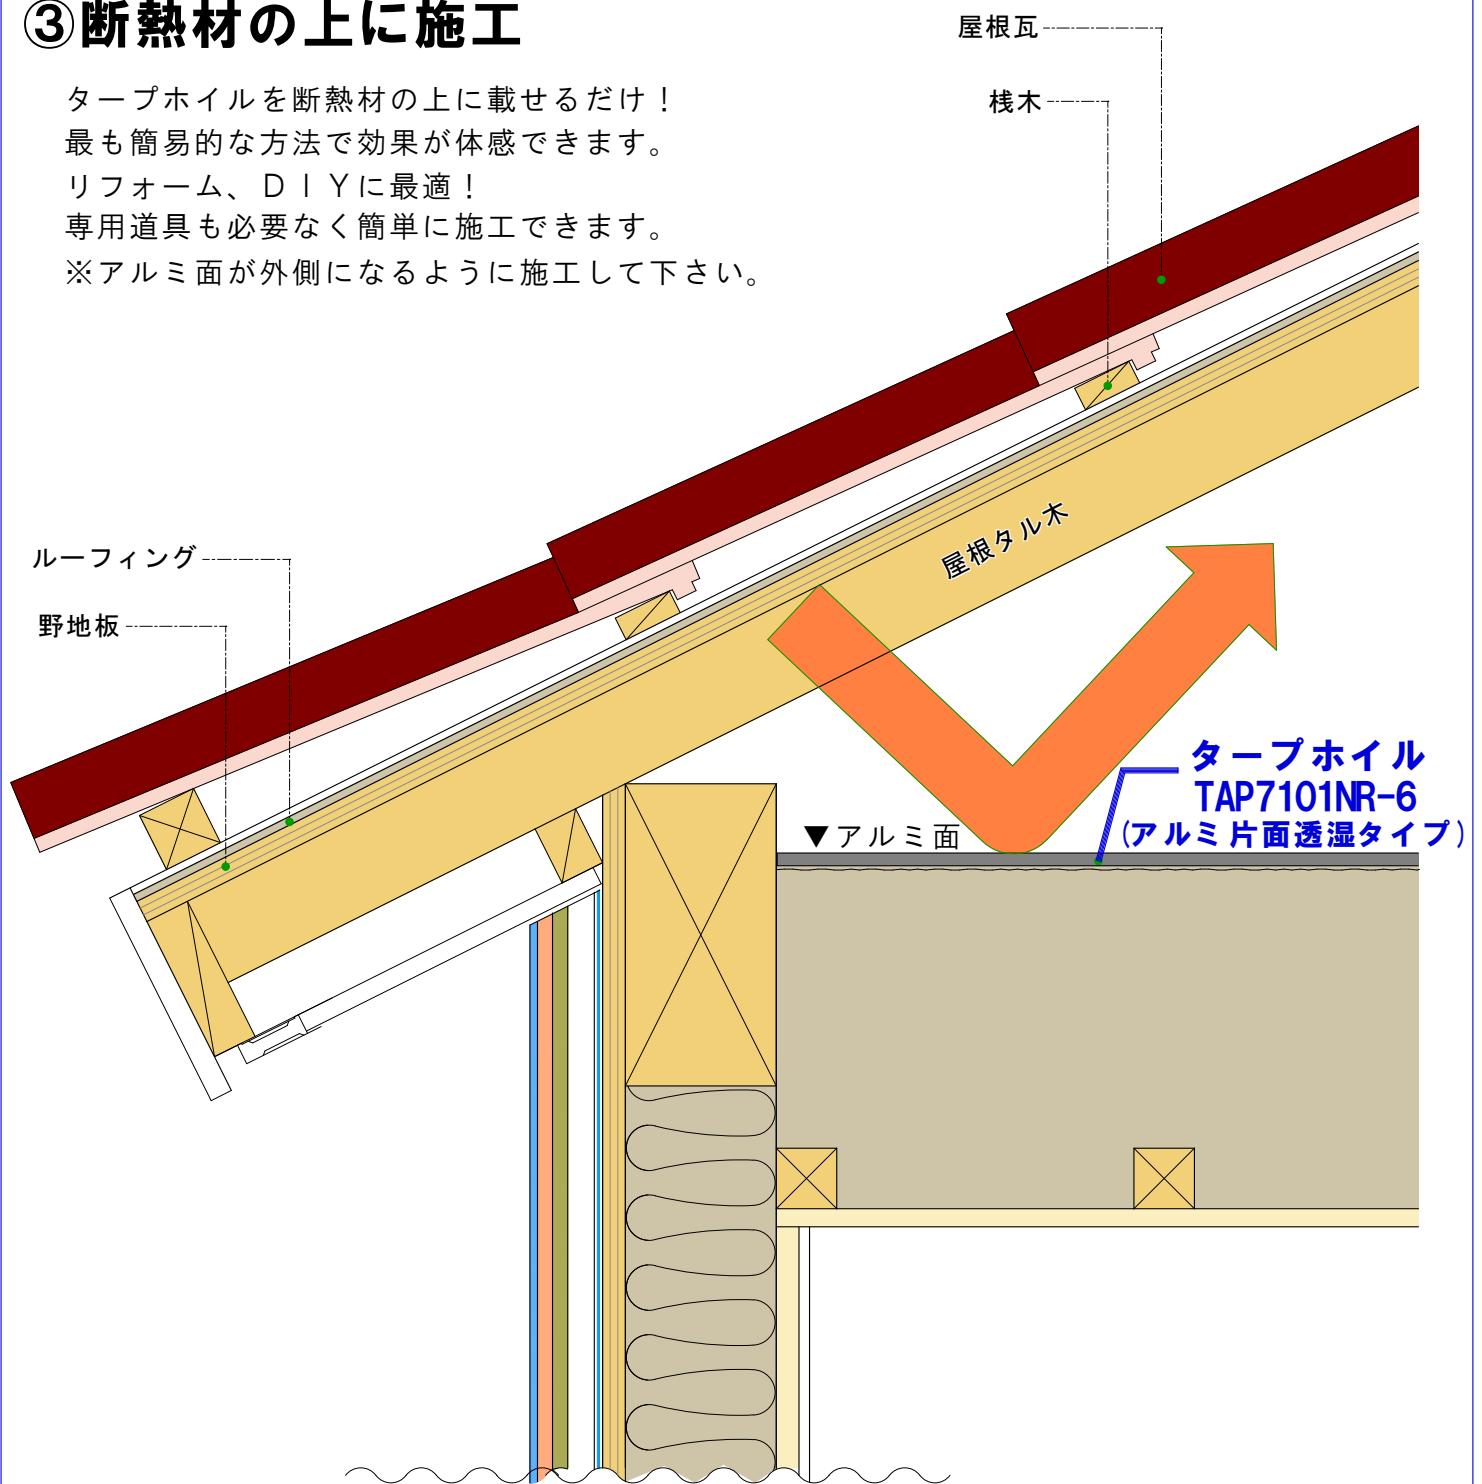 ③断熱材の上に施工
タープホイルを断熱材の上に載せるだけ！
最も簡易的な方法で効果が体感できます。
リフォーム、ＤＩＹに最適！
専用道具も必要なく簡単に施工できます。
※アルミ面が外側になるように施工して下さい。
屋根瓦
桟木
屋根タル木
ルーフィング
野地板
タープホイル
TAP7101NR-6
(アルミ片面透湿タイプ)
▼アルミ面